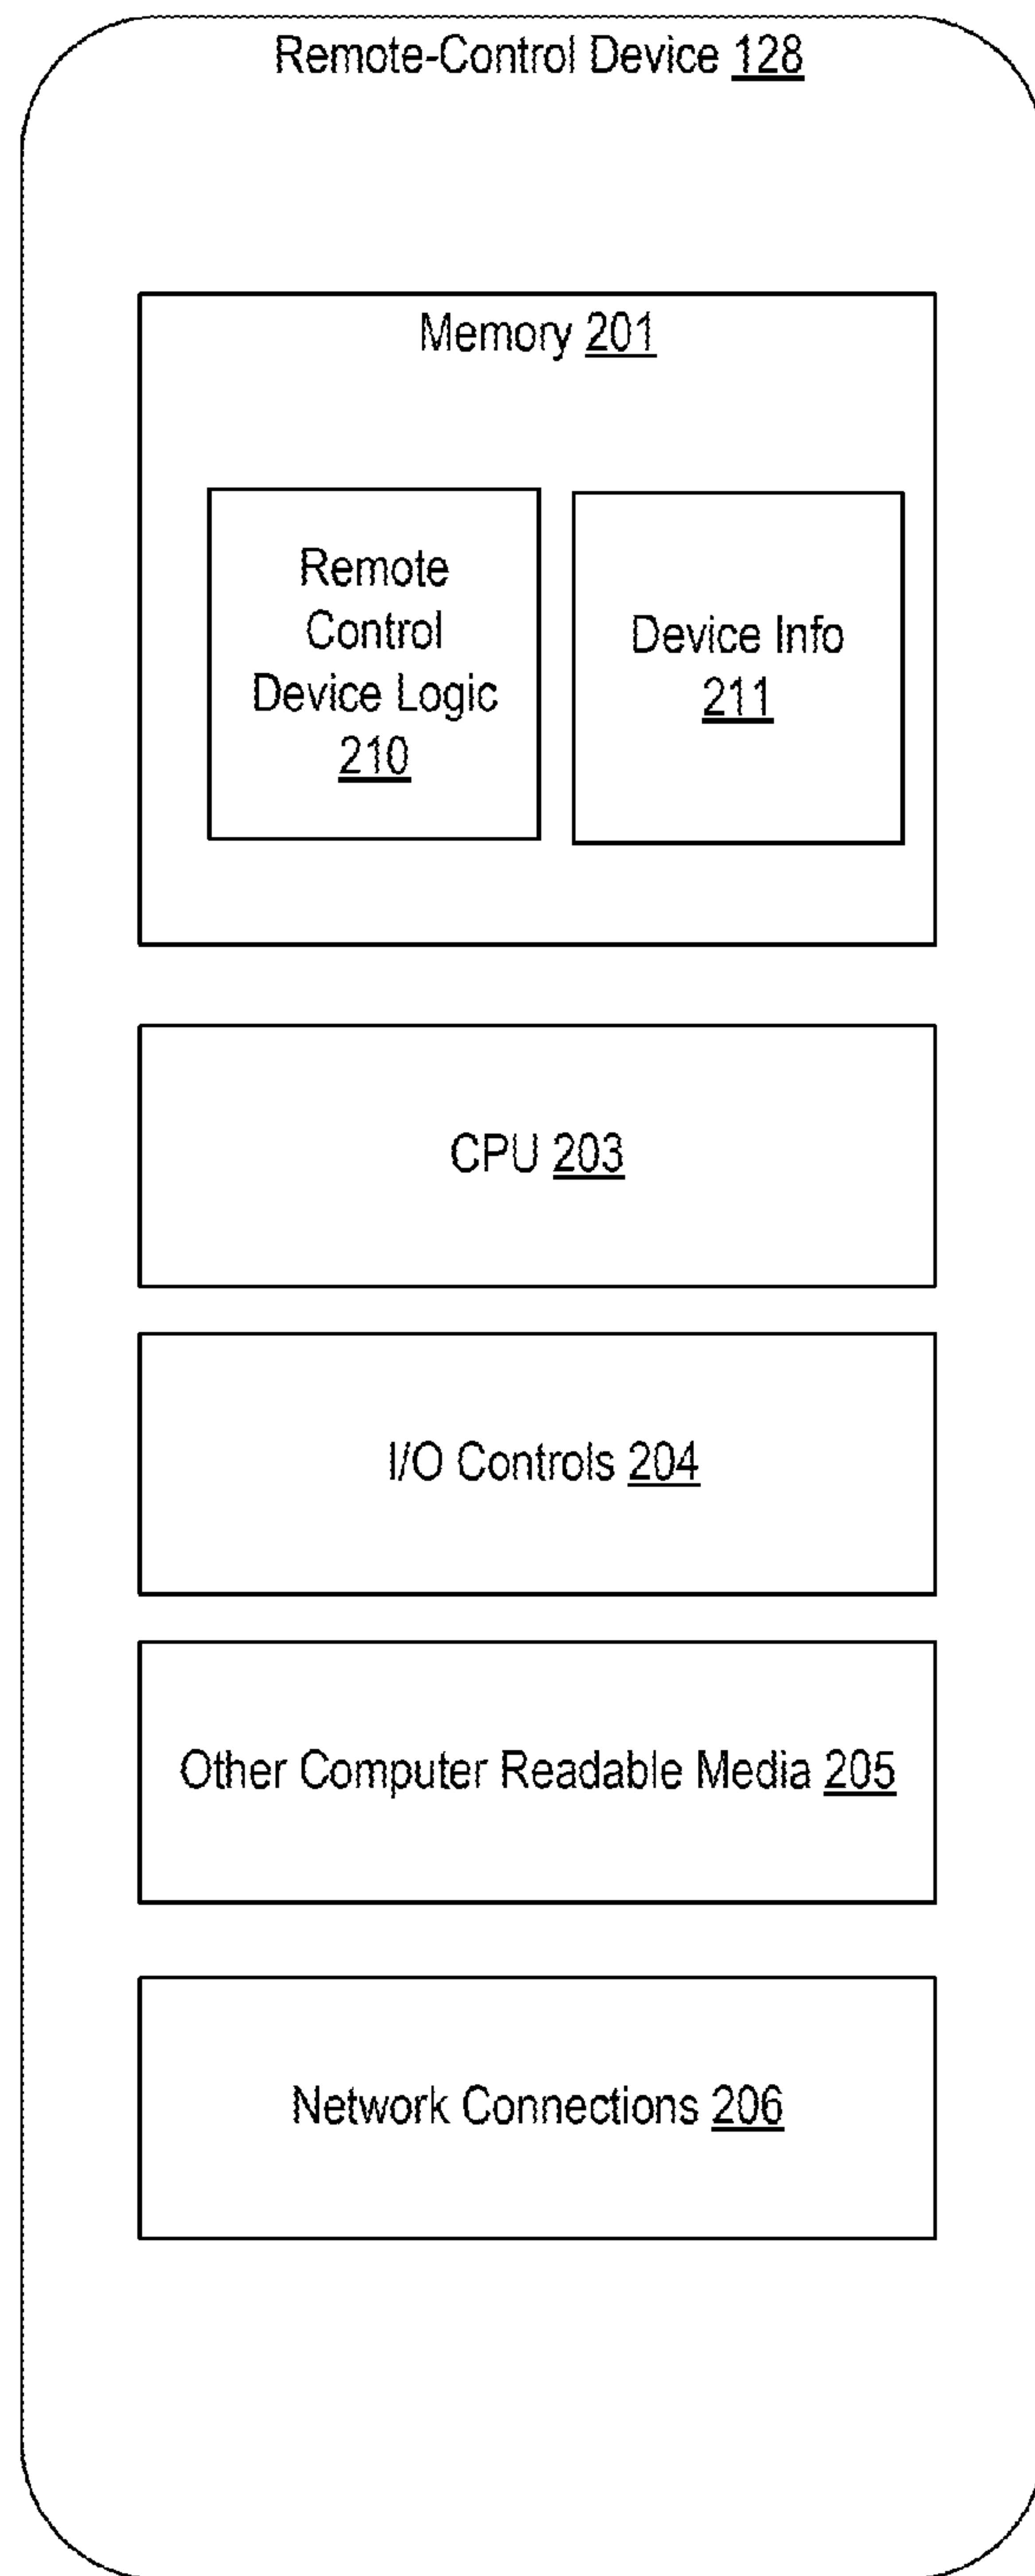 Remote-Control Device 128
Memory 201
Remote
Control
Device Logic
210
Device Info
211
CPU 203
I/O Controls 204
Other Computer Readable Media 205
Network Connections 206